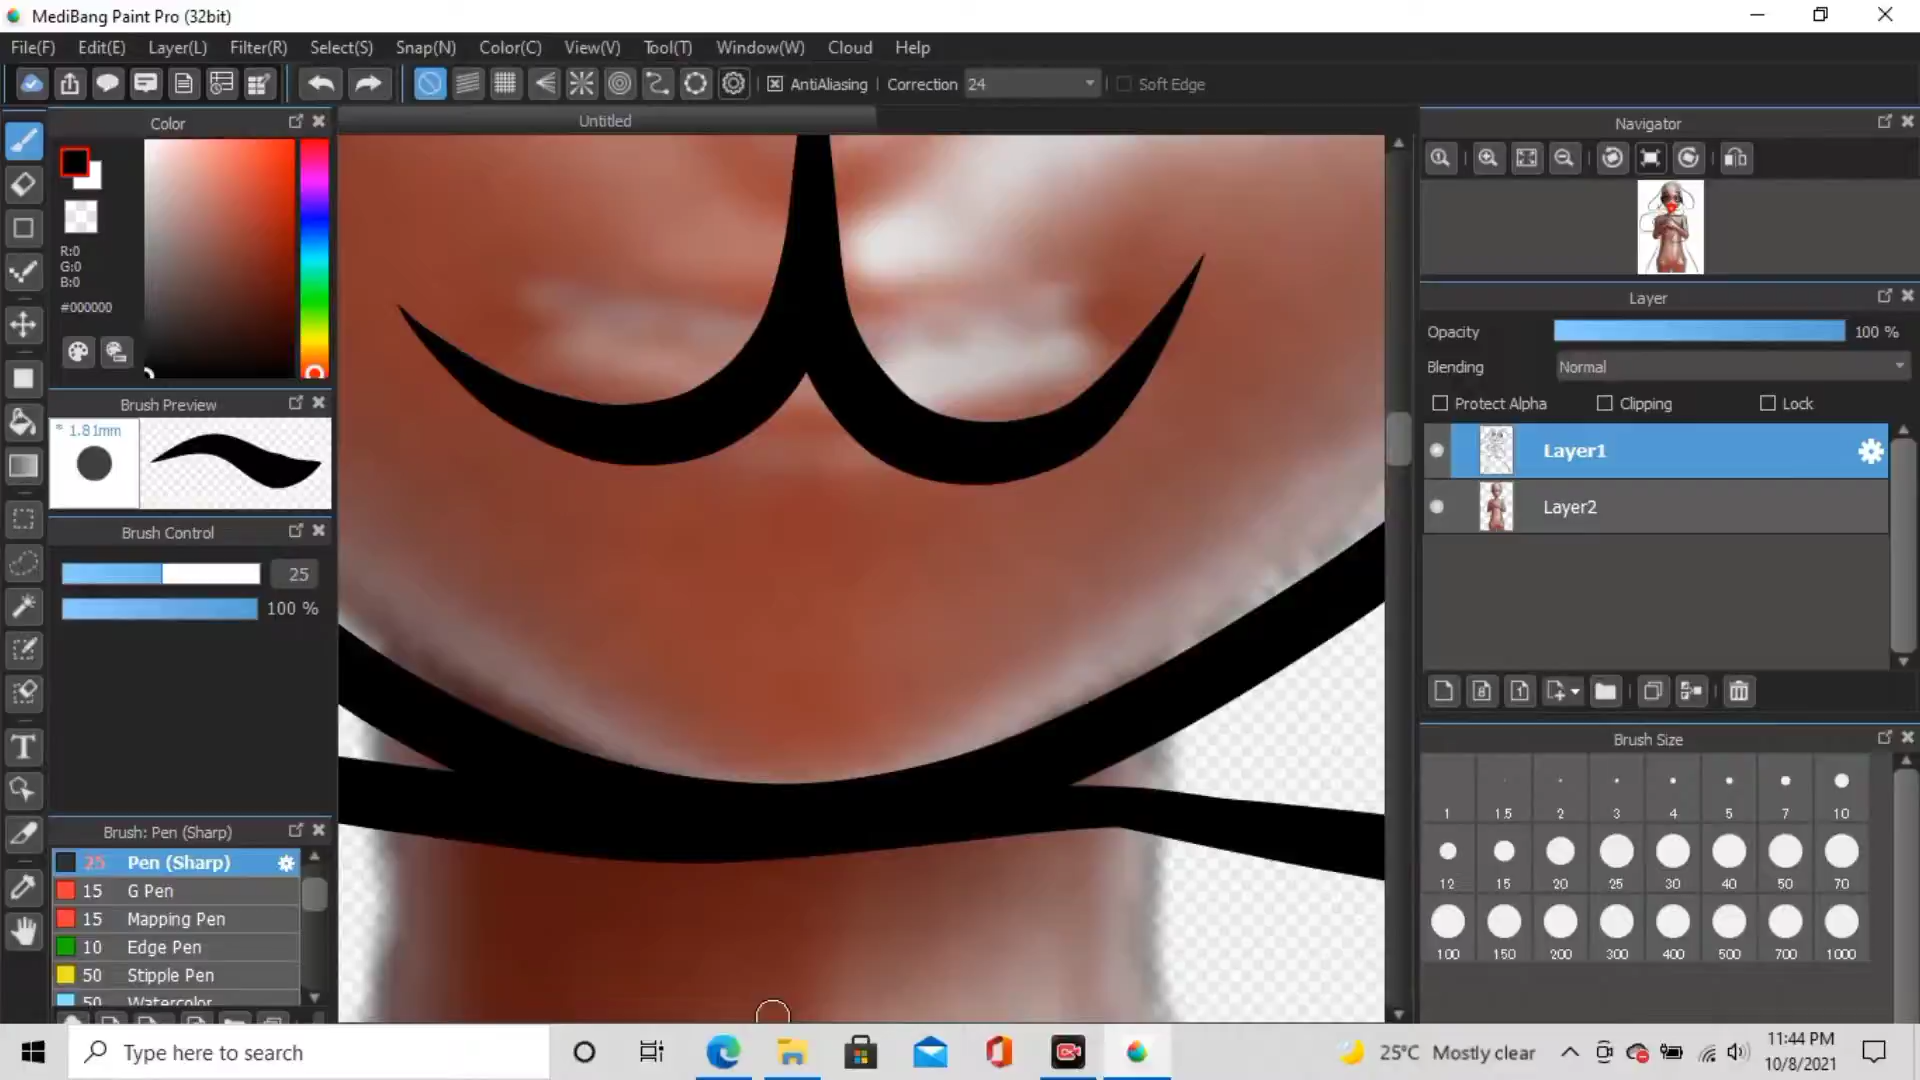 MediBang Paint Pro (32bit)
File(F) Edit(E) Layer(L) Filter(R) Select(S) Snap(N) Color(C) View(V) Tool(T) Window(W) Cloud Help
AntiAliasing Correction 24 Soft Edge
Color
Untitled
Navigator
R:0
G:0
B:0
#000000
Layer
Opacity 100 %
Blending Normal
Protect Alpha Clipping Lock
Brush Preview
* 1.81mm
Layer1
Layer2
Brush Control
25
100 %
Brush Size
1 1.5 2 3 4 5 7 10
12 15 20 25 30 40 50 70
100 150 200 300 400 500 700 1000
Brush: Pen (Sharp)
25 Pen (Sharp)
15 G Pen
15 Mapping Pen
10 Edge Pen
50 Stipple Pen
50 Watercolor
Type here to search
25°C Mostly clear
11:44 PM
10/8/2021